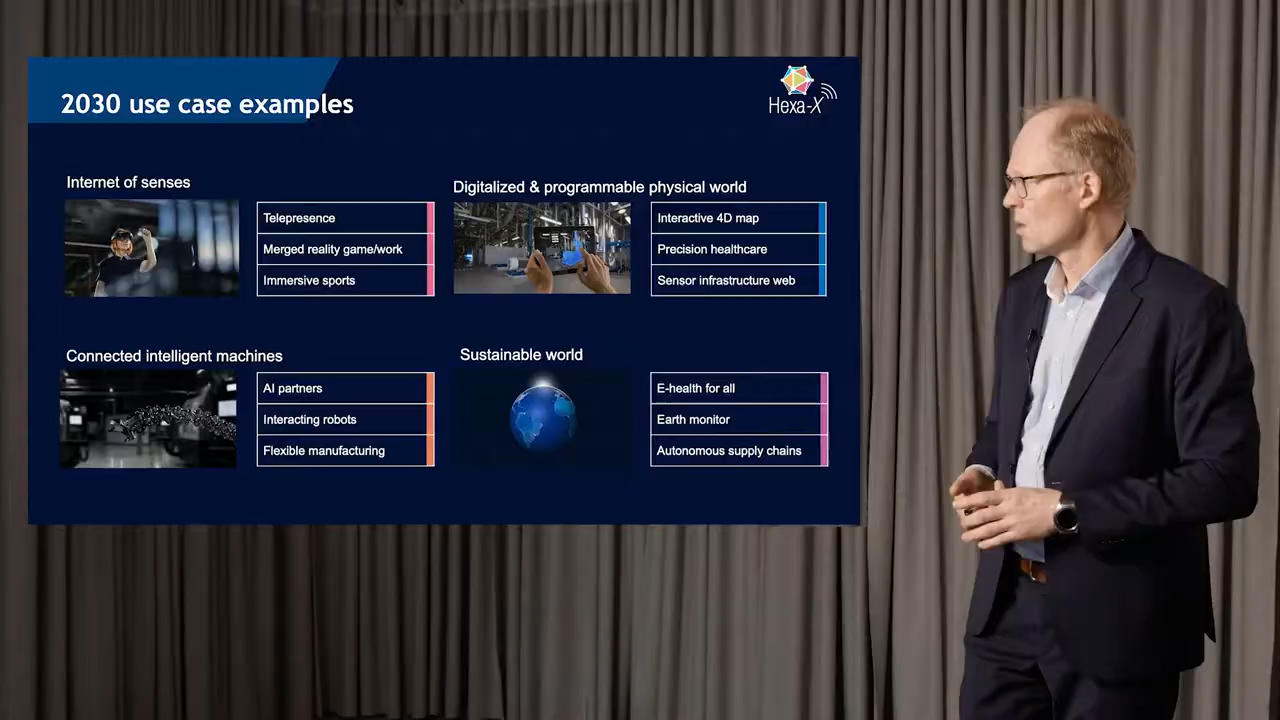 2030 use case examples
Hexa-X
Internet of senses
Telepresence
Merged reality game/work
Immersive sports
Digitalized & programmable physical world
Interactive 4D map
Precision healthcare
Sensor infrastructure web
Connected intelligent machines
AI partners
Interacting robots
Flexible manufacturing
Sustainable world
E-health for all
Earth monitor
Autonomous supply chains